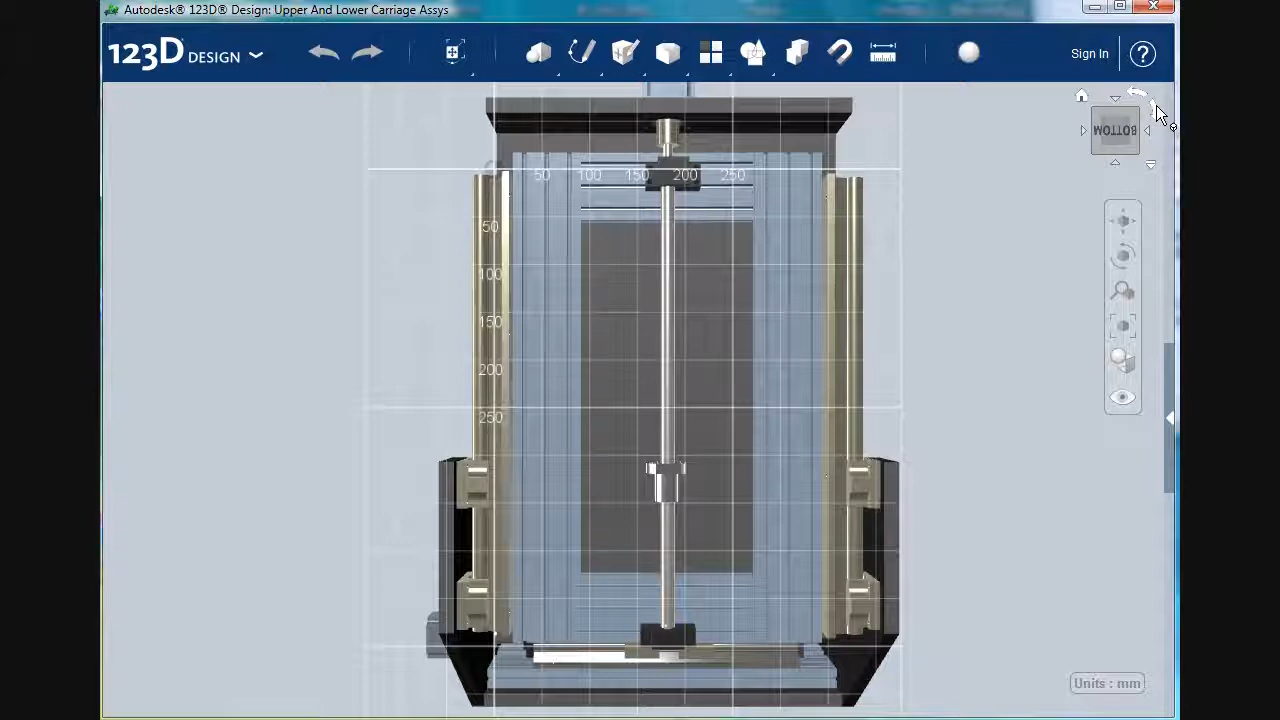 Autodesk® 123D® Design: Upper And Lower Carriage Assys
123D DESIGN
Sign In
?
BOTTOM
50 100 150 200 250
50
100
150
200
250
Units : mm